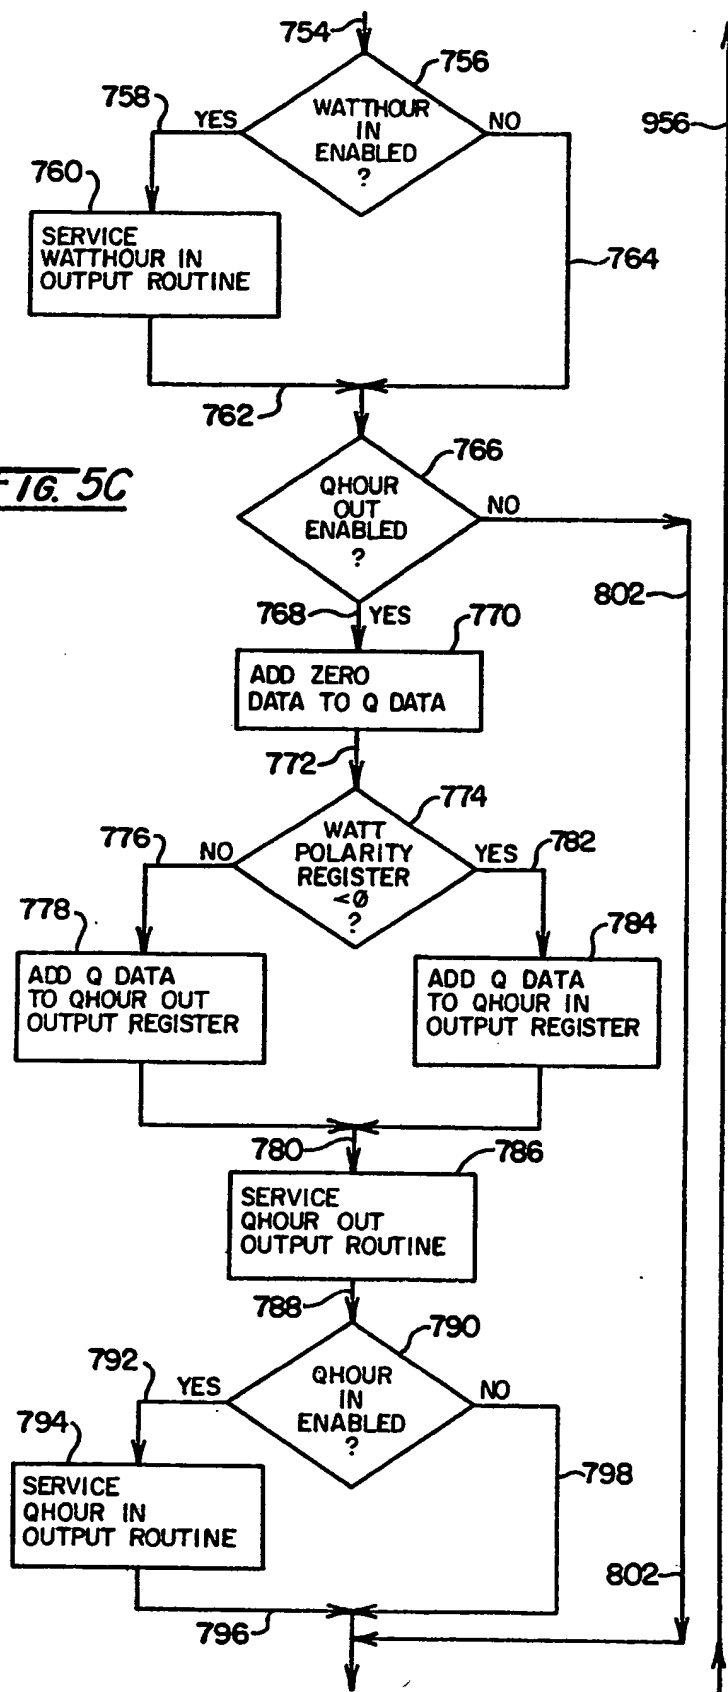 754
756
WATTHOUR
IN
ENABLED
?
758
YES
NO
956
760
SERVICE
WATTHOUR IN
OUTPUT ROUTINE
764
762
766
FIG. 5C
QHOUR
OUT
ENABLED
?
NO
802
768
YES
770
ADD ZERO
DATA TO Q DATA
772
774
WATT
POLARITY
REGISTER
<Ø
?
776
NO
YES
782
778
784
ADD Q DATA
TO QHOUR OUT
OUTPUT REGISTER
ADD Q DATA
TO QHOUR IN
OUTPUT REGISTER
780
786
SERVICE
QHOUR OUT
OUTPUT ROUTINE
788
790
QHOUR
IN
ENABLED
?
792
YES
NO
794
SERVICE
QHOUR IN
OUTPUT ROUTINE
798
802
796